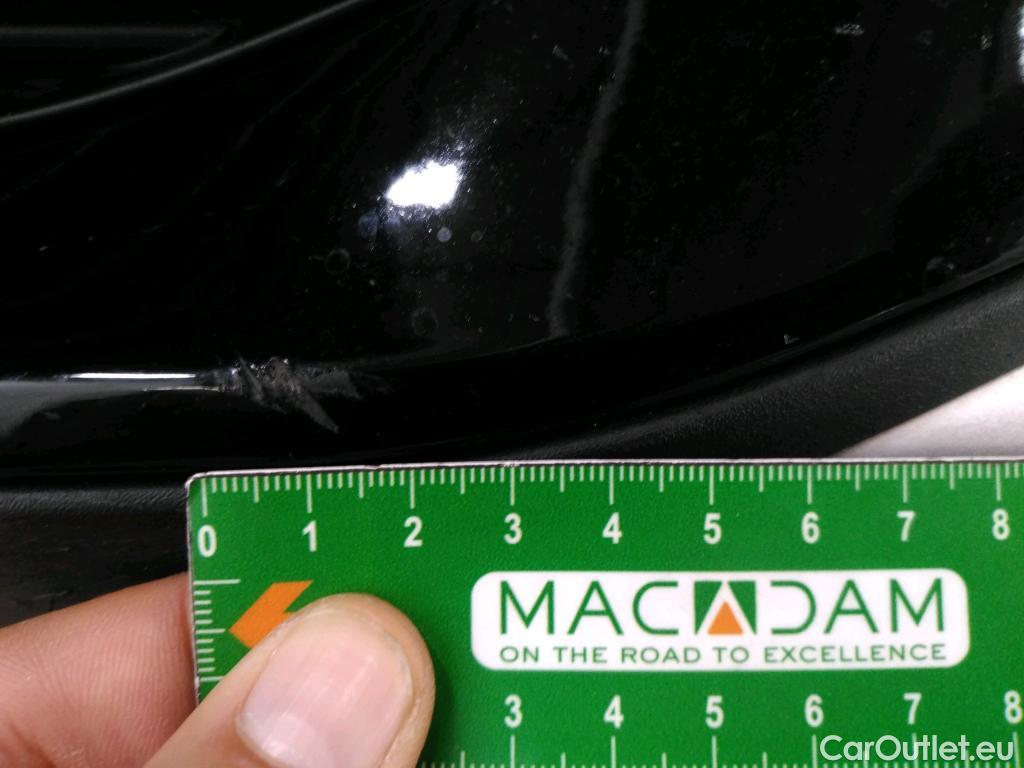 0 1 2 3 4 5 6 7 8
MACADAM
ON THE ROAD TO EXCELLENCE
3 4 5 6 7 8
CarOutlet.eu